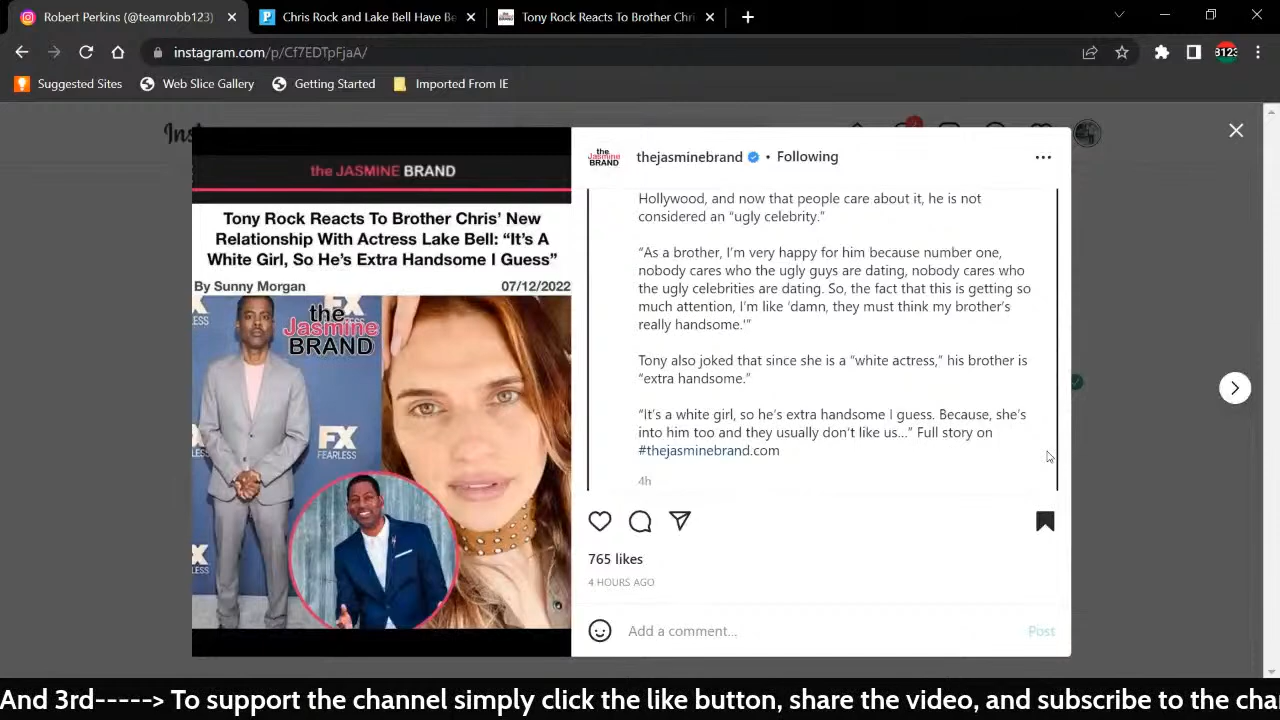 Robert Perkins (@teamrobb123)
Chris Rock and Lake Bell Have Be
Tony Rock Reacts To Brother Chri
instagram.com/p/Cf7EDTpFjaA/
Suggested Sites
Web Slice Gallery
Getting Started
Imported From IE
the JASMINE BRAND
Tony Rock Reacts To Brother Chris’ New
Relationship With Actress Lake Bell: “It’s A
White Girl, So He’s Extra Handsome I Guess”
By Sunny Morgan 07/12/2022
the
Jasmine
BRAND
FX
FX
FEARLESS
the
Jasmine
BRAND
thejasminebrand • Following
Hollywood, and now that people care about it, he is not
considered an “ugly celebrity.”
“As a brother, I’m very happy for him because number one,
nobody cares who the ugly guys are dating, nobody cares who
the ugly celebrities are dating. So, the fact that this is getting so
much attention, I’m like ‘damn, they must think my brother’s
really handsome.’”
Tony also joked that since she is a “white actress,” his brother is
“extra handsome.”
“It’s a white girl, so he’s extra handsome I guess. Because, she’s
into him too and they usually don’t like us…” Full story on
#thejasminebrand.com
4h
765 likes
4 HOURS AGO
Add a comment...
Post
And 3rd-----> To support the channel simply click the like button, share the video, and subscribe to the cha